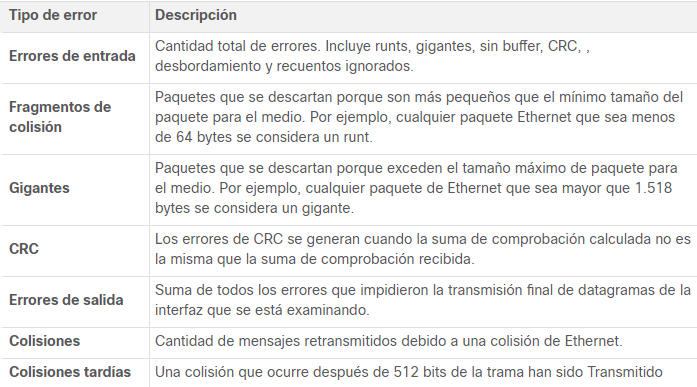 Tipo de error Descripción
Errores de entrada Cantidad total de errores. Incluye runts, gigantes, sin buffer, CRC, ,
desbordamiento y recuentos ignorados.
Fragmentos de colisión Paquetes que se descartan porque son más pequeños que el mínimo tamaño del
paquete para el medio. Por ejemplo, cualquier paquete Ethernet que sea menos
de 64 bytes se considera un runt.
Gigantes Paquetes que se descartan porque exceden el tamaño máximo de paquete para
el medio. Por ejemplo, cualquier paquete de Ethernet que sea mayor que 1.518
bytes se considera un gigante.
CRC Los errores de CRC se generan cuando la suma de comprobación calculada no es
la misma que la suma de comprobación recibida.
Errores de salida Suma de todos los errores que impidieron la transmisión final de datagramas de la
interfaz que se está examinando.
Colisiones Cantidad de mensajes retransmitidos debido a una colisión de Ethernet.
Colisiones tardías Una colisión que ocurre después de 512 bits de la trama han sido Transmitido